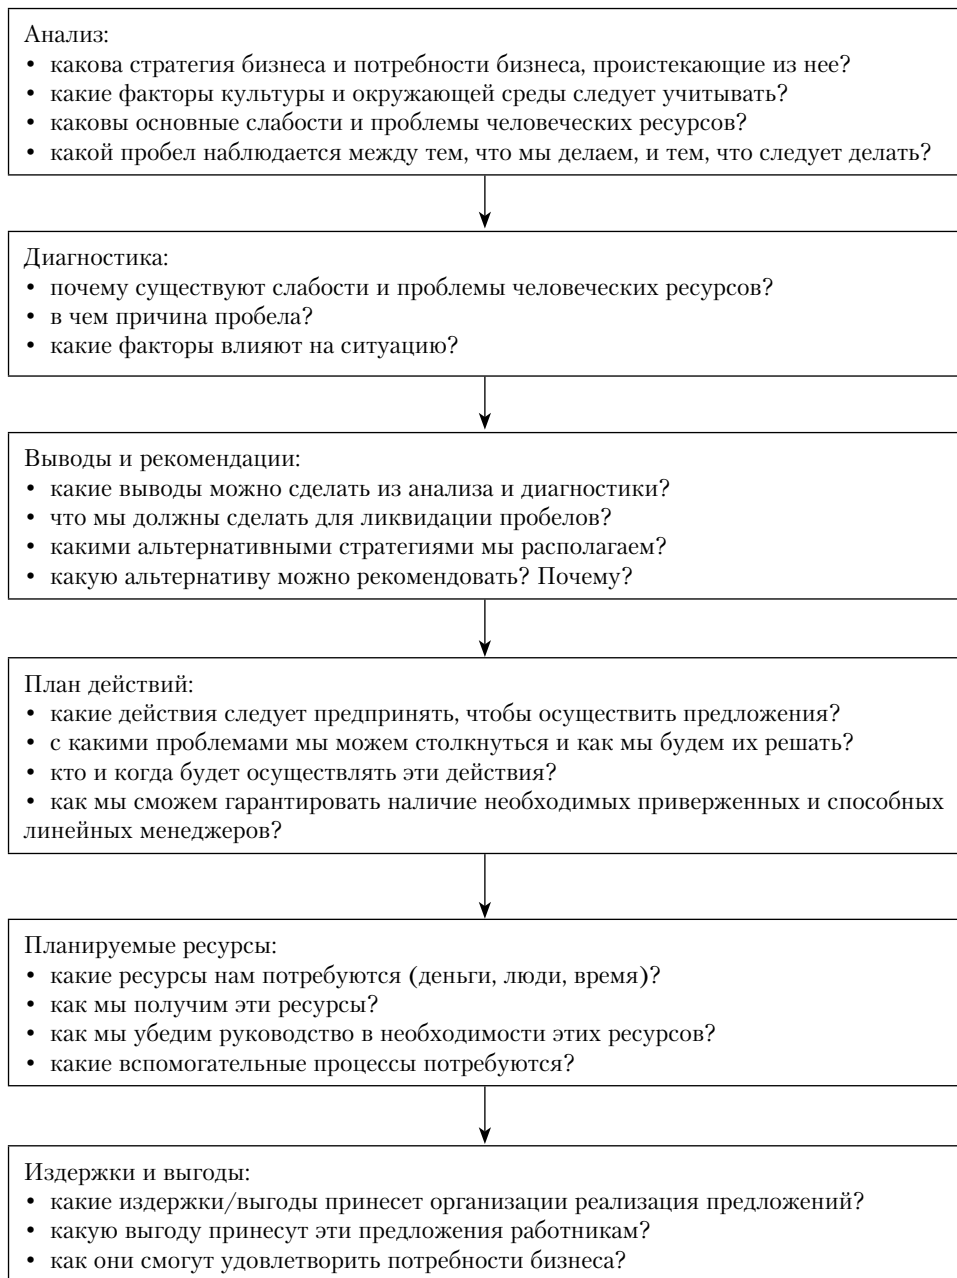 Анализ:
• какова стратегия бизнеса и потребности бизнеса, проистекающие из нее?
• какие факторы культуры и окружающей среды следует учитывать?
• каковы основные слабости и проблемы человеческих ресурсов?
• какой пробел наблюдается между тем, что мы делаем, и тем, что следует делать?
Диагностика:
• почему существуют слабости и проблемы человеческих ресурсов?
• в чем причина пробела?
• какие факторы влияют на ситуацию?
Выводы и рекомендации:
• какие выводы можно сделать из анализа и диагностики?
• что мы должны сделать для ликвидации пробелов?
• какими альтернативными стратегиями мы располагаем?
• какую альтернативу можно рекомендовать? Почему?
План действий:
• какие действия следует предпринять, чтобы осуществить предложения?
• с какими проблемами мы можем столкнуться и как мы будем их решать?
• кто и когда будет осуществлять эти действия?
• как мы сможем гарантировать наличие необходимых приверженных и способных
линейных менеджеров?
Планируемые ресурсы:
• какие ресурсы нам потребуются (деньги, люди, время)?
• как мы получим эти ресурсы?
• как мы убедим руководство в необходимости этих ресурсов?
• какие вспомогательные процессы потребуются?
Издержки и выгоды:
• какие издержки/выгоды принесет организации реализация предложений?
• какую выгоду принесут эти предложения работникам?
• как они смогут удовлетворить потребности бизнеса?